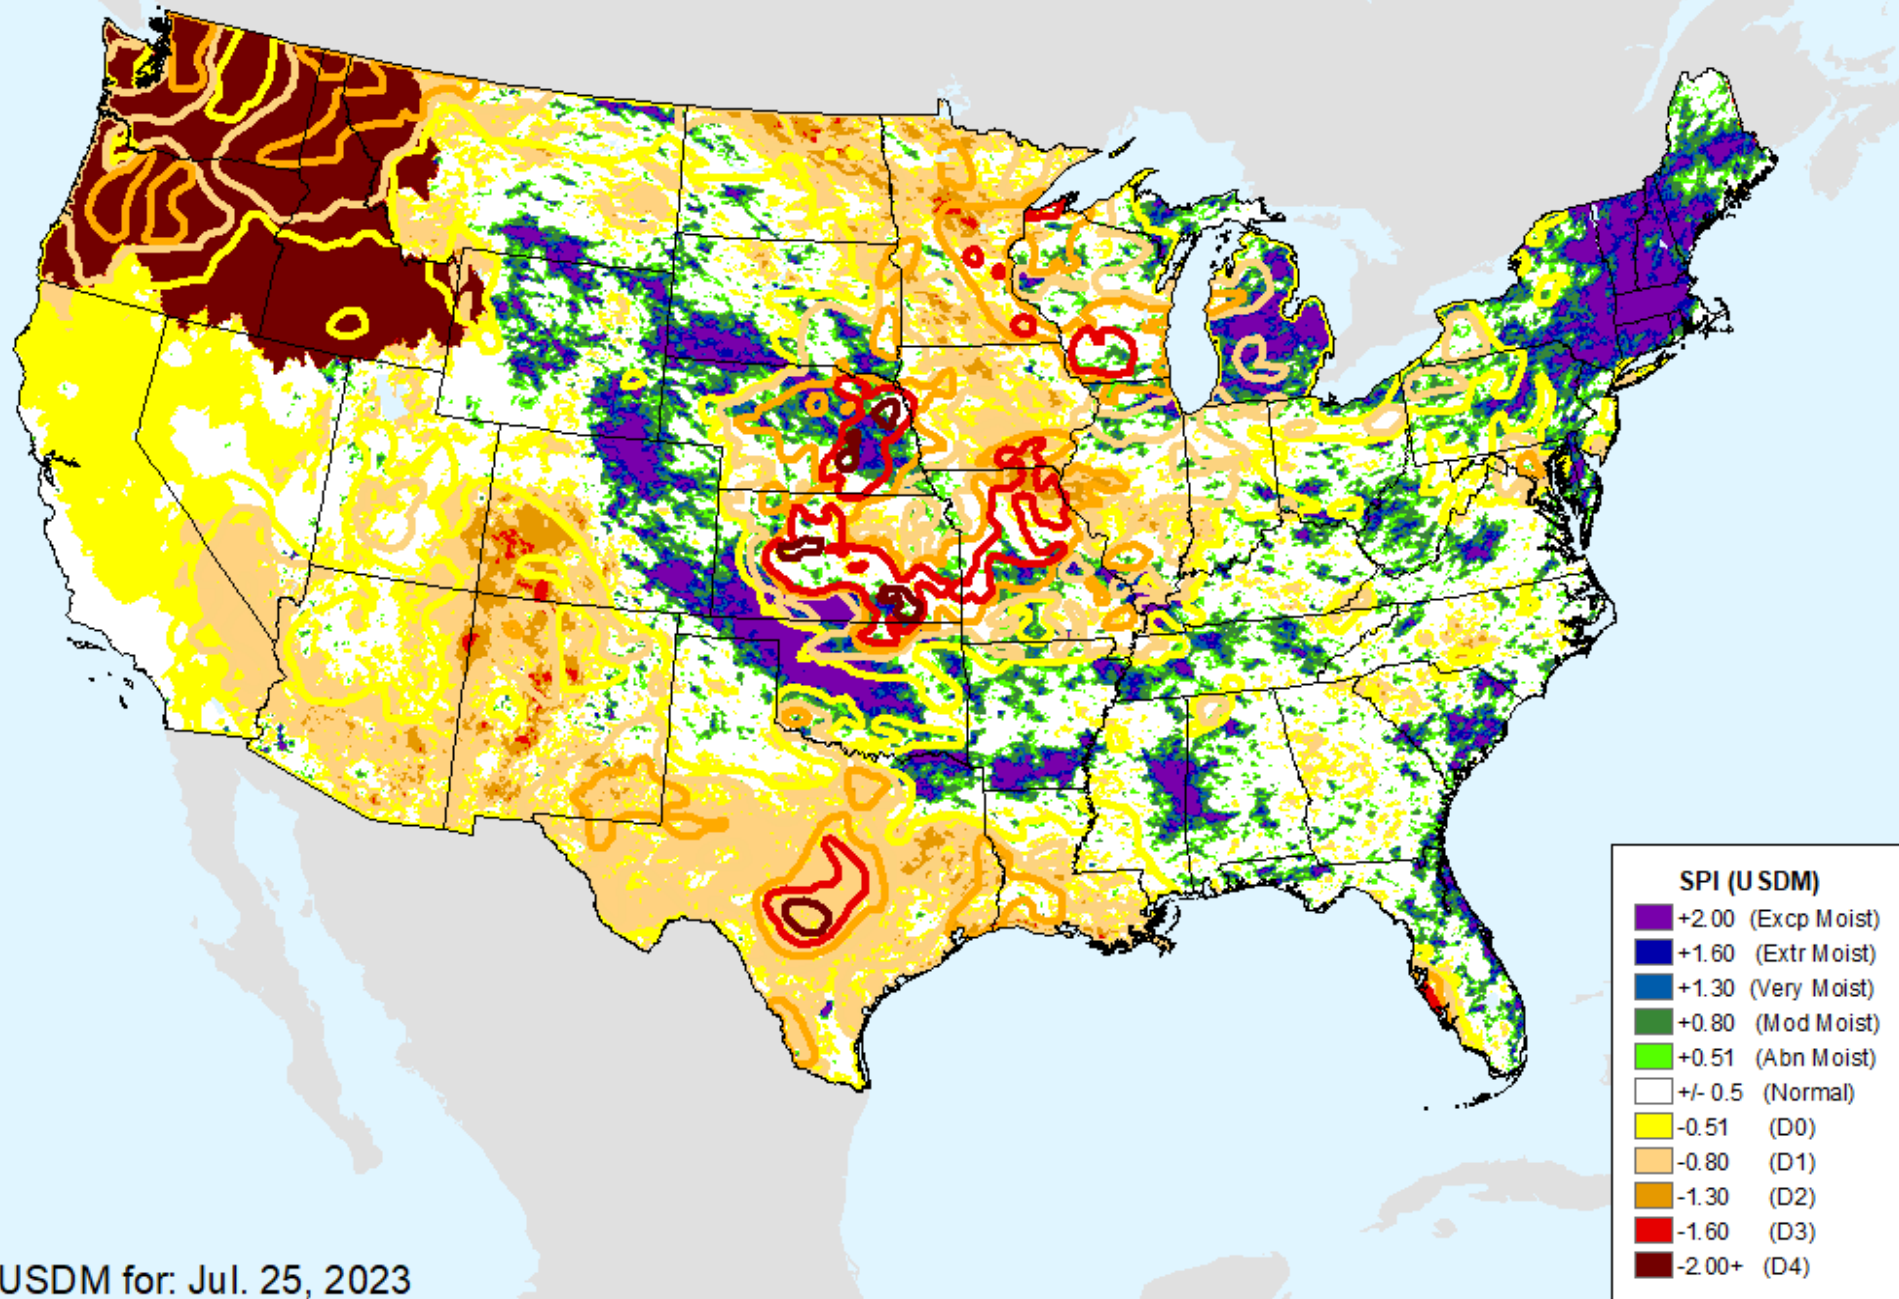 SPI (USDM)
+2.00 (Excp Moist)
+1.60 (Extr Moist)
+1.30 (Very Moist)
+0.80 (Mod Moist)
+0.51 (Abn Moist)
+/- 0.5 (Normal)
-0.51 (D0)
-0.80 (D1)
-1.30 (D2)
-1.60 (D3)
-2.00+ (D4)
USDM for: Jul. 25, 2023